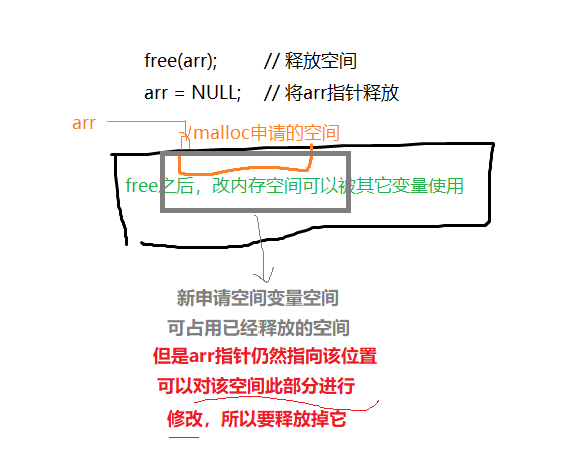 free(arr); // 释放空间
arr = NULL; // 将arr指针释放
arr
malloc申请的空间
free之后，改内存空间可以被其它变量使用
新申请空间变量空间
可占用已经释放的空间
但是arr指针仍然指向该位置
可以对该空间此部分进行
修改，所以要释放掉它